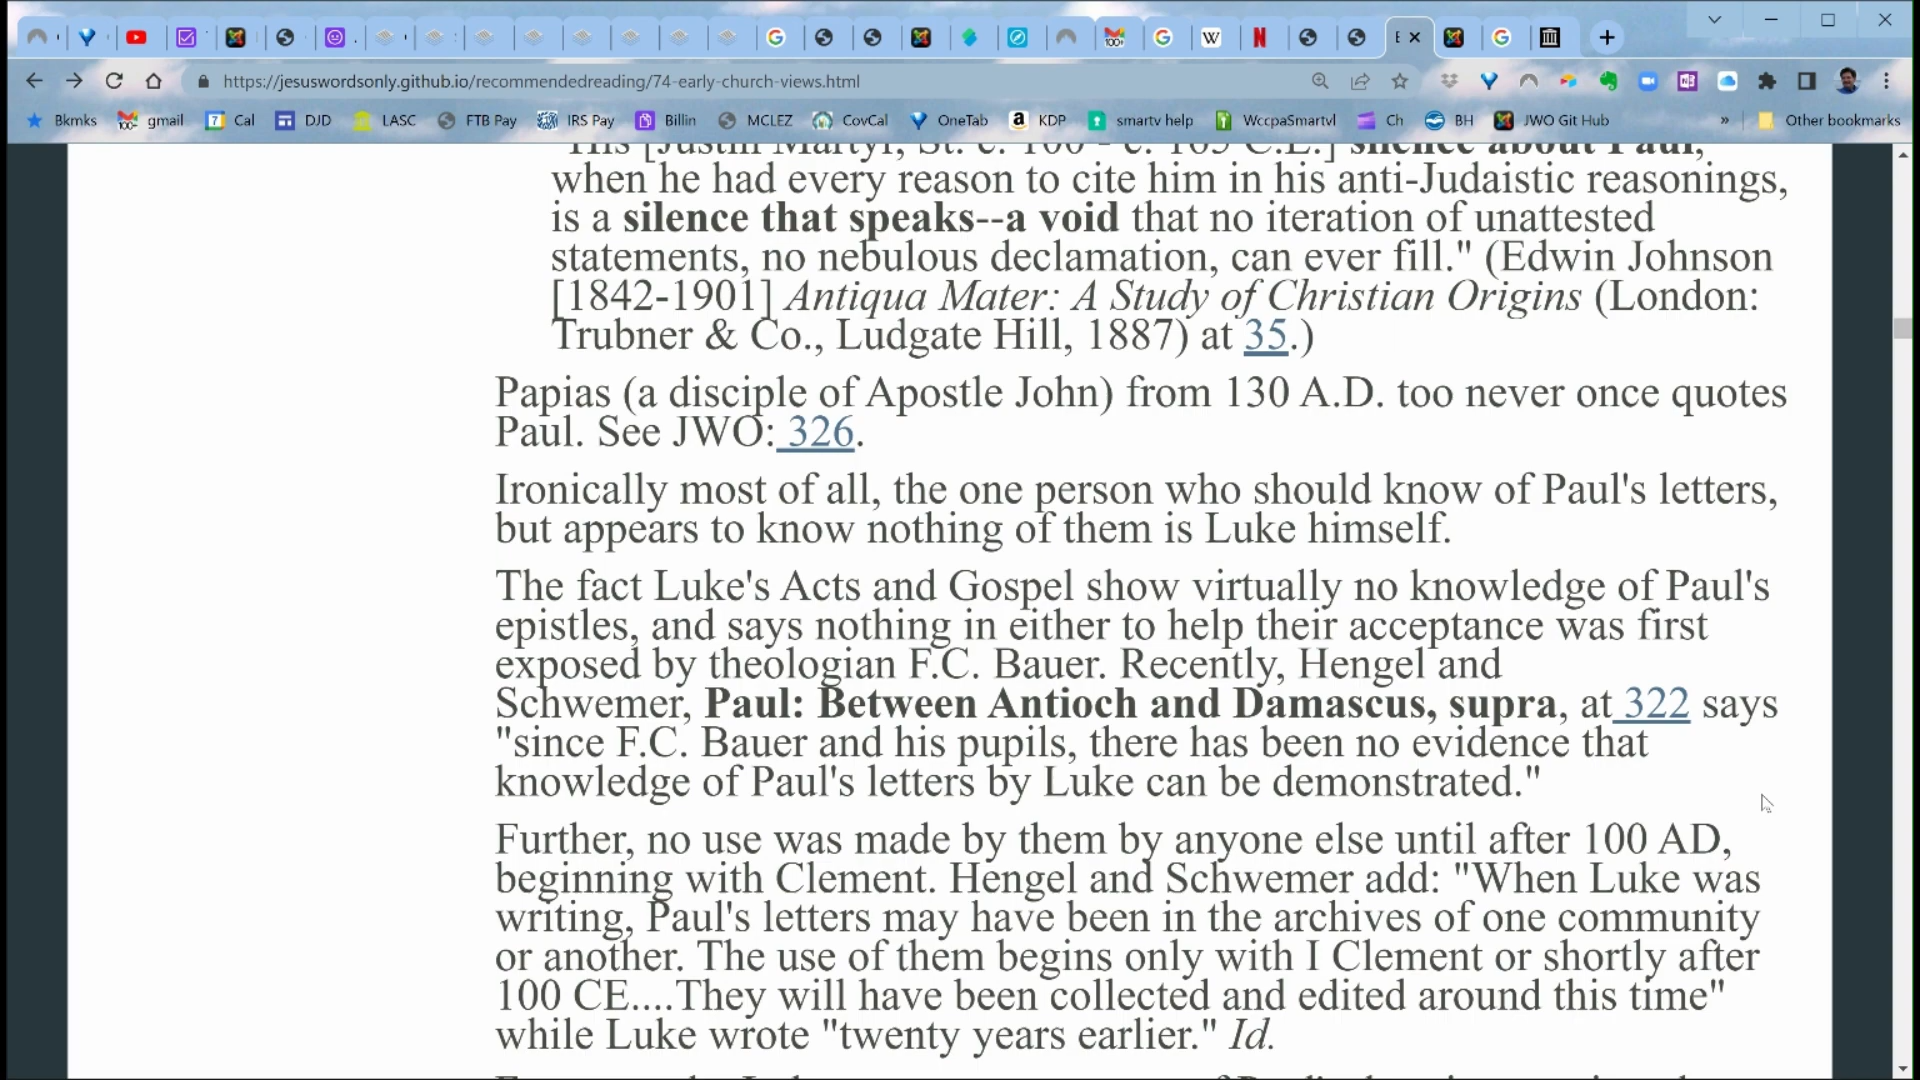 E
https://jesuswordsonly.github.io/recommendedreading/74-early-church-views.html
Bkmks gmail Cal DJD LASC FTB Pay IRS Pay Billin MCLEZ CovCal OneTab KDP smartv help WccpaSmartvl Ch BH JWO Git Hub » Other bookmarks
"His [Justin Martyr, St. c. 100 - c. 165 C.E.] silence about Paul,
when he had every reason to cite him in his anti-Judaistic reasonings,
is a silence that speaks--a void that no iteration of unattested
statements, no nebulous declamation, can ever fill." (Edwin Johnson
[1842-1901] Antiqua Mater: A Study of Christian Origins (London:
Trubner & Co., Ludgate Hill, 1887) at 35.)
Papias (a disciple of Apostle John) from 130 A.D. too never once quotes
Paul. See JWO: 326.
Ironically most of all, the one person who should know of Paul's letters,
but appears to know nothing of them is Luke himself.
The fact Luke's Acts and Gospel show virtually no knowledge of Paul's
epistles, and says nothing in either to help their acceptance was first
exposed by theologian F.C. Bauer. Recently, Hengel and
Schwemer, Paul: Between Antioch and Damascus, supra, at 322 says
"since F.C. Bauer and his pupils, there has been no evidence that
knowledge of Paul's letters by Luke can be demonstrated."
Further, no use was made by them by anyone else until after 100 AD,
beginning with Clement. Hengel and Schwemer add: "When Luke was
writing, Paul's letters may have been in the archives of one community
or another. The use of them begins only with I Clement or shortly after
100 CE....They will have been collected and edited around this time"
while Luke wrote "twenty years earlier." Id.